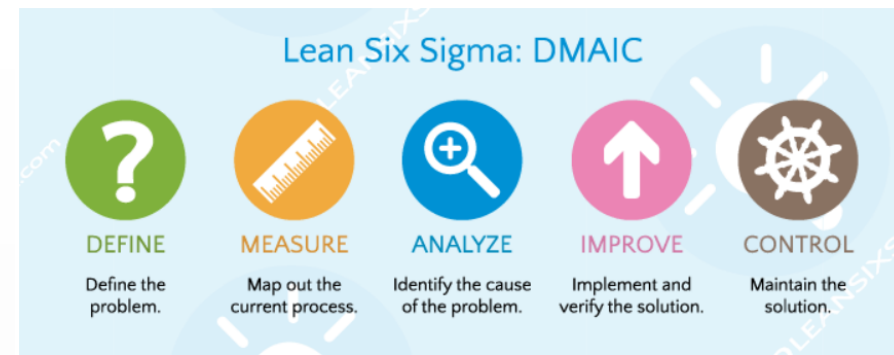 Lean Six Sigma: DMAIC
DEFINE
Define the
problem.
MEASURE
Map out the
current process.
ANALYZE
Identify the cause
of the problem.
IMPROVE
Implement and
verify the solution.
CONTROL
Maintain the
solution.